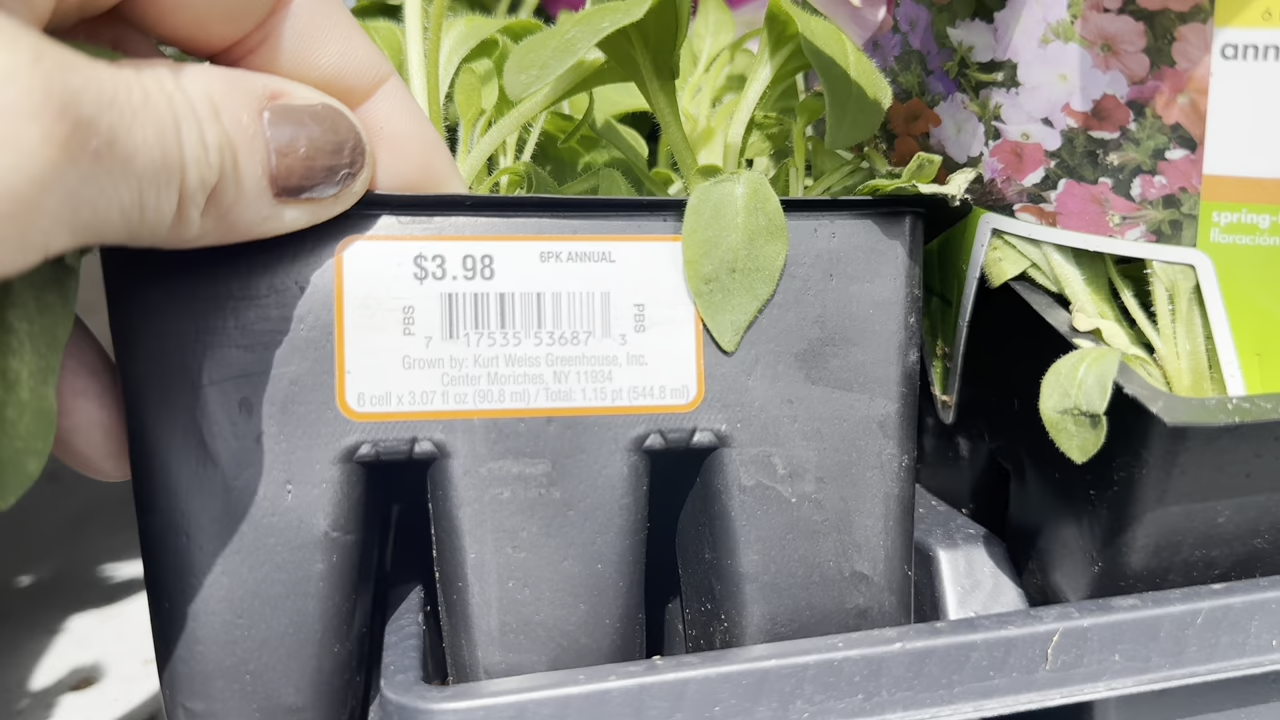 $3.98
6PK ANNUAL
PBS
PBS
7 17535 53687 3
Grown by: Kurt Weiss Greenhouse, Inc.
Center Moriches, NY 11934
6 cell x 3.07 fl oz (90.8 ml) / Total: 1.15 pt (544.8 ml)
6
ann
spring-
floración